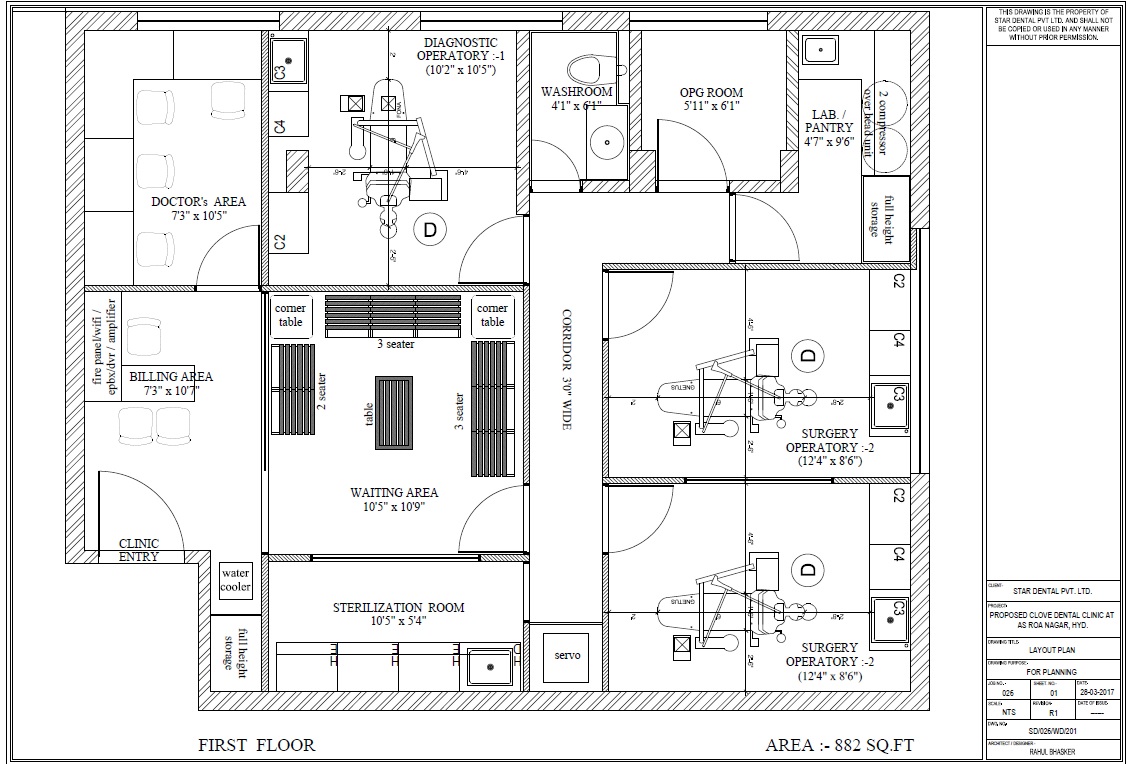 THIS DRAWING IS THE PROPERTY OF
STAR DENTAL PVT LTD. AND SHALL NOT
BE COPIED OR USED IN ANY MANNER
WITHOUT PRIOR PERMISSION.
DIAGNOSTIC
OPERATORY :-1
(10'2" x 10'5")
C3
C4
C2
D
WASHROOM
4'1" x 6'1"
OPG ROOM
5'11" x 6'1"
LAB. /
PANTRY
4'7" x 9'6"
2 compressor
over head unit
full height
storage
DOCTOR's AREA
7'3" x 10'5"
fire panel/wifi /
epbx/dvr / amplifier
BILLING AREA
7'3" x 10'7"
corner
table
3 seater
corner
table
2 seater
table
3 seater
WAITING AREA
10'5" x 10'9"
CORRIDOR 3'0" WIDE
C2
C4
C3
D
GNETUS
SURGERY
OPERATORY :-2
(12'4" x 8'6")
C2
C4
C3
D
GNETUS
SURGERY
OPERATORY :-2
(12'4" x 8'6")
CLINIC
ENTRY
water
cooler
full height
storage
STERILIZATION ROOM
10'5" x 5'4"
servo
FIRST FLOOR
AREA :- 882 SQ.FT
CLIENT:
STAR DENTAL PVT. LTD.
PROJECT:
PROPOSED CLOVE DENTAL CLINIC AT
AS ROA NAGAR, HYD.
DRAWING TITLE:
LAYOUT PLAN
DRAWING PURPOSE:
FOR PLANNING
JOB NO.:- SHEET NO:- DATE:
026 01 28-03-2017
SCALE: REVISION: DATE OF ISSUE:
NTS R1 -----
DWG. NO.
SD/026/WD/201
ARCHITECT / DESIGNER:
RAHUL BHASKER